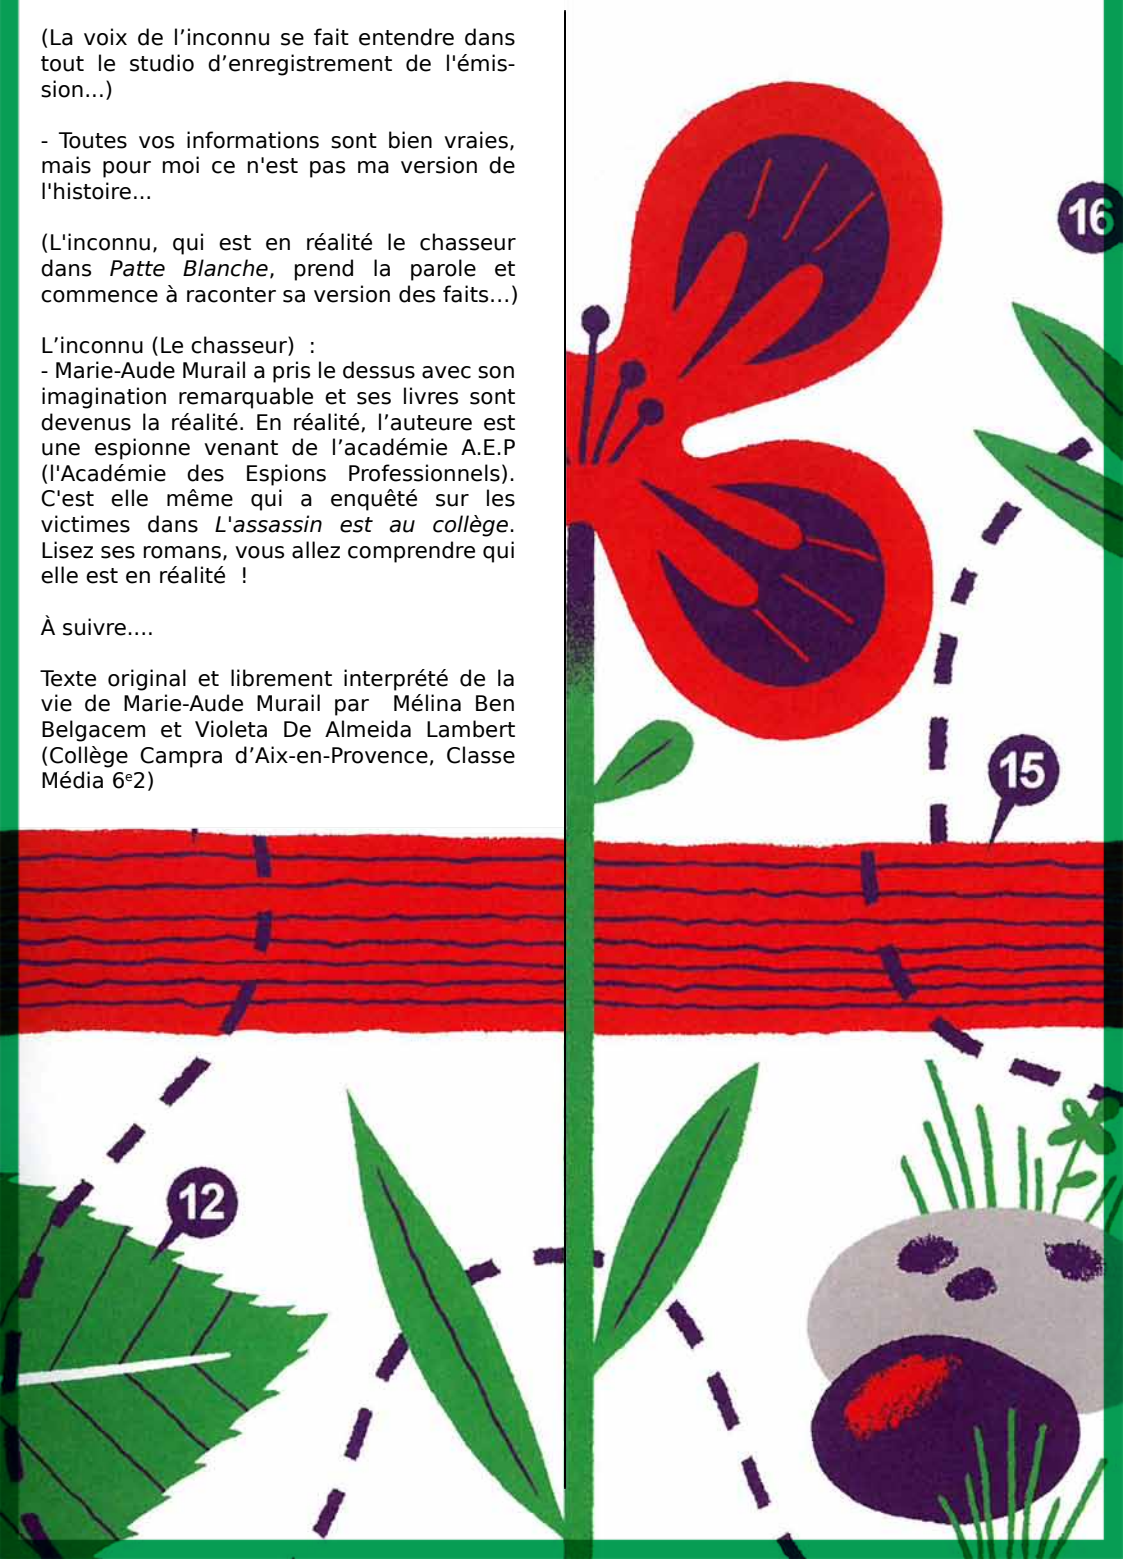 (La voix de l’inconnu se fait entendre dans
tout le studio d’enregistrement de l'émis-
sion...)
- Toutes vos informations sont bien vraies,
mais pour moi ce n'est pas ma version de
l'histoire...
(L'inconnu, qui est en réalité le chasseur
dans Patte Blanche, prend la parole et
commence à raconter sa version des faits...)
L’inconnu (Le chasseur)  :
- Marie-Aude Murail a pris le dessus avec son
imagination remarquable et ses livres sont
devenus la réalité. En réalité, l’auteure est
une espionne venant de l’académie A.E.P
(l'Académie des Espions Professionnels).
C'est elle même qui a enquêté sur les
victimes dans L'assassin est au collège.
Lisez ses romans, vous allez comprendre qui
elle est en réalité  !
À suivre....
Texte original et librement interprété de la
vie de Marie-Aude Murail par  Mélina Ben
Belgacem et Violeta De Almeida Lambert
(Collège Campra d’Aix-en-Provence, Classe
Média 6ᵉ2)
16
15
12